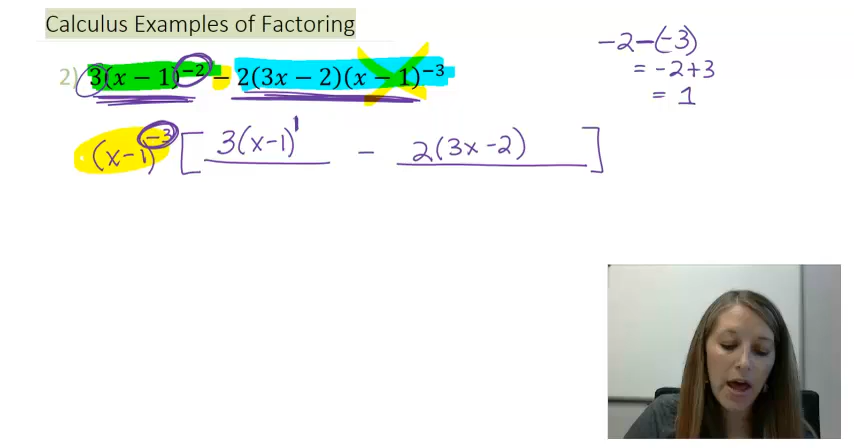 Calculus Examples of Factoring
2) 3(x − 1)⁻² − 2(3x − 2)(x − 1)⁻³
(x-1)⁻³ [ 3(x-1)¹ - 2(3x-2) ]
-2-(-3)
= -2+3
= 1